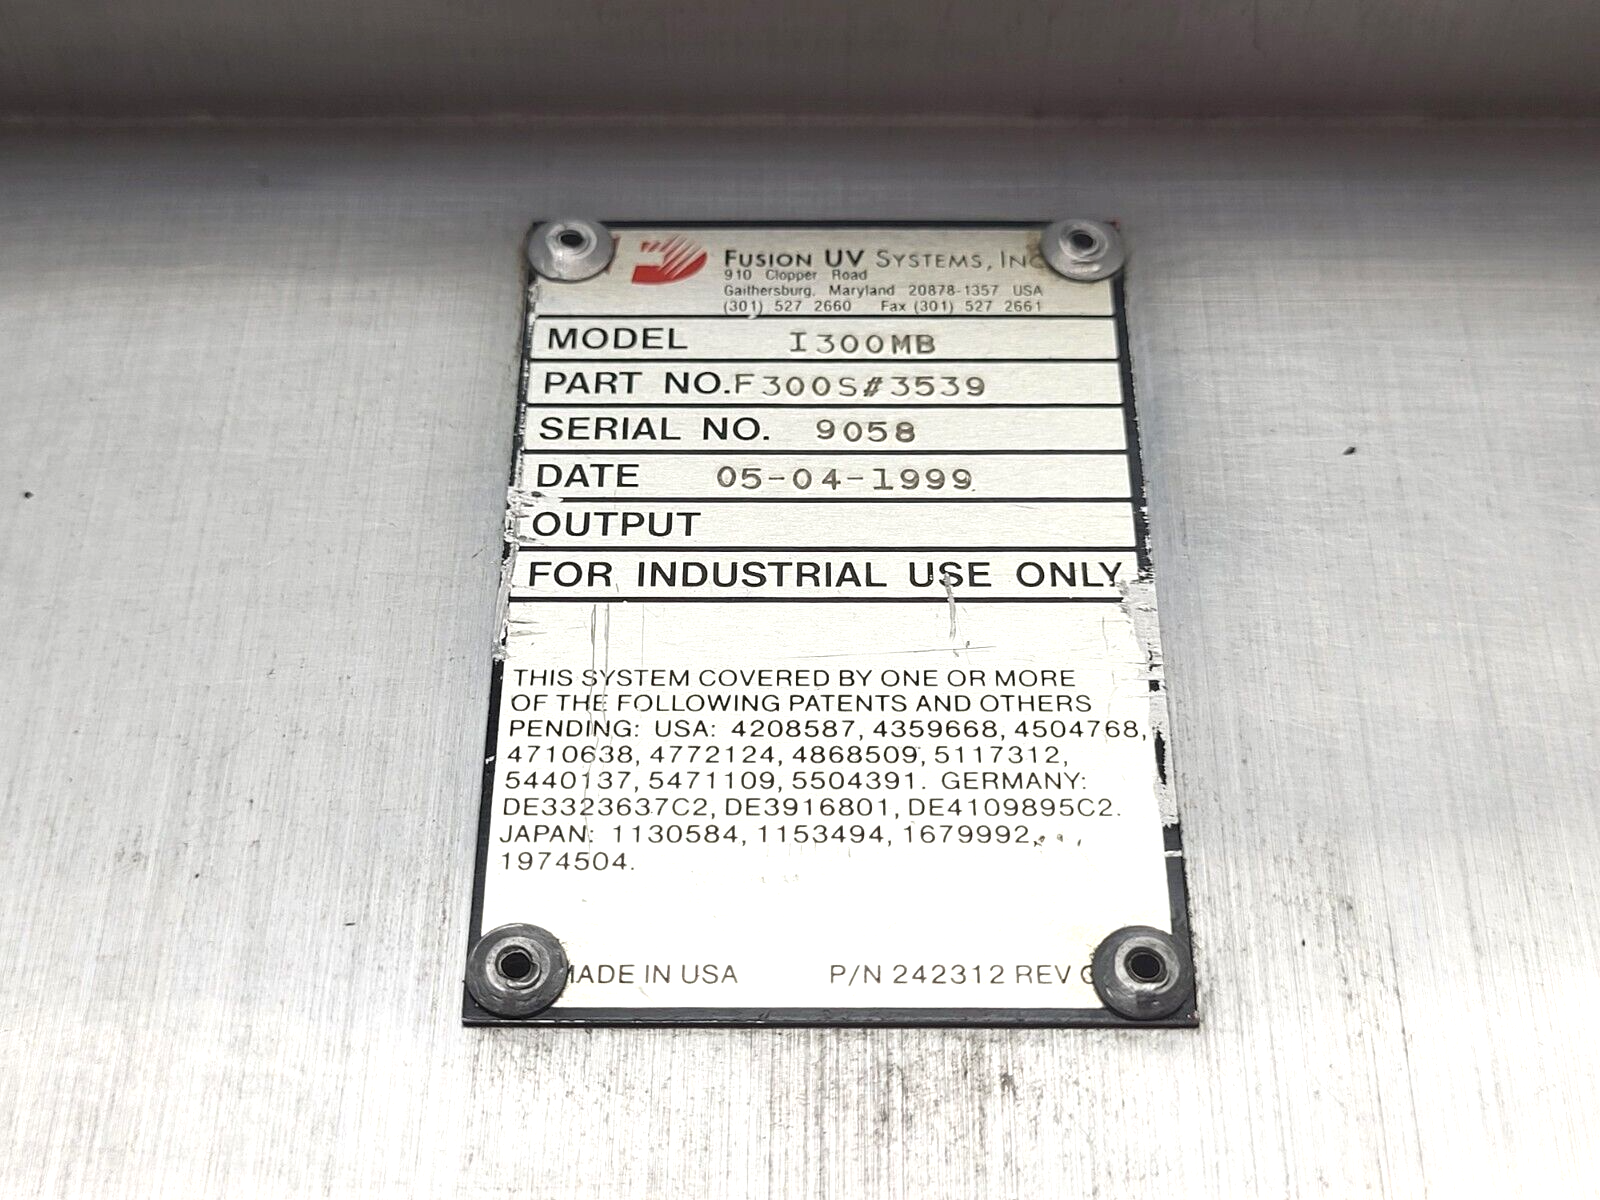 FUSION UV SYSTEMS, INC
910 Clopper Road
Gaithersburg, Maryland 20878-1357 USA
(301) 527 2660 Fax (301) 527 2661
MODEL I300MB
PART NO. F300S#3539
SERIAL NO. 9058
DATE 05-04-1999
OUTPUT
FOR INDUSTRIAL USE ONLY
THIS SYSTEM COVERED BY ONE OR MORE
OF THE FOLLOWING PATENTS AND OTHERS
PENDING: USA: 4208587, 4359668, 4504768,
4710638, 4772124, 4868509, 5117312,
5440137, 5471109, 5504391. GERMANY:
DE3323637C2, DE3916801, DE4109895C2.
JAPAN: 1130584, 1153494, 1679992,
1974504.
MADE IN USA P/N 242312 REV